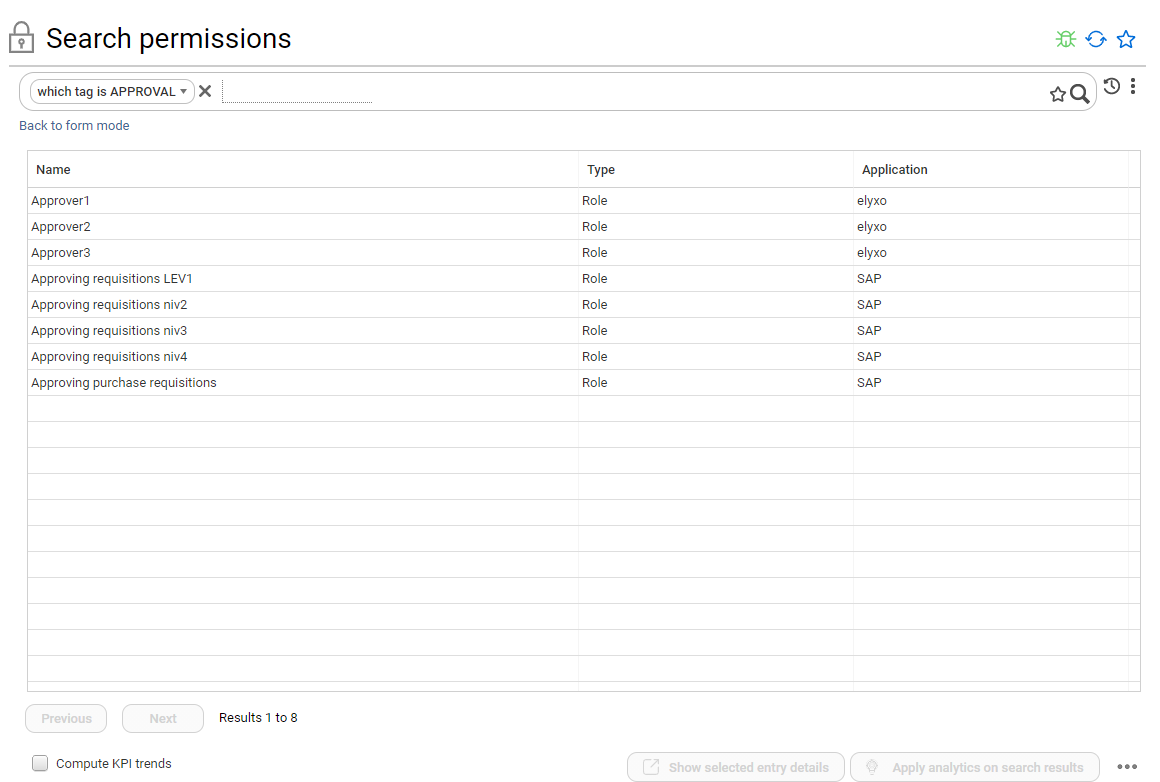 Search permissions
which tag is APPROVAL
Back to form mode
Name Type Application
Approver1 Role elyxo
Approver2 Role elyxo
Approver3 Role elyxo
Approving requisitions LEV1 Role SAP
Approving requisitions niv2 Role SAP
Approving requisitions niv3 Role SAP
Approving requisitions niv4 Role SAP
Approving purchase requisitions Role SAP
Previous Next Results 1 to 8
Compute KPI trends Show selected entry details Apply analytics on search results